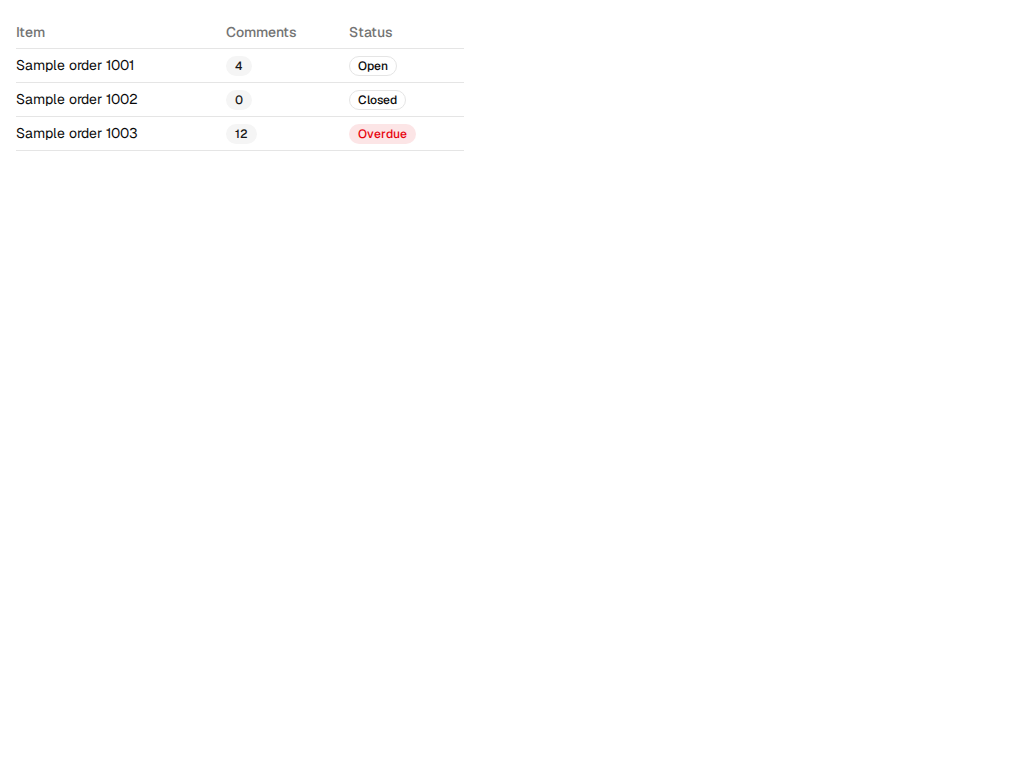 Item Comments Status
Sample order 1001 4 Open
Sample order 1002 0 Closed
Sample order 1003 12 Overdue